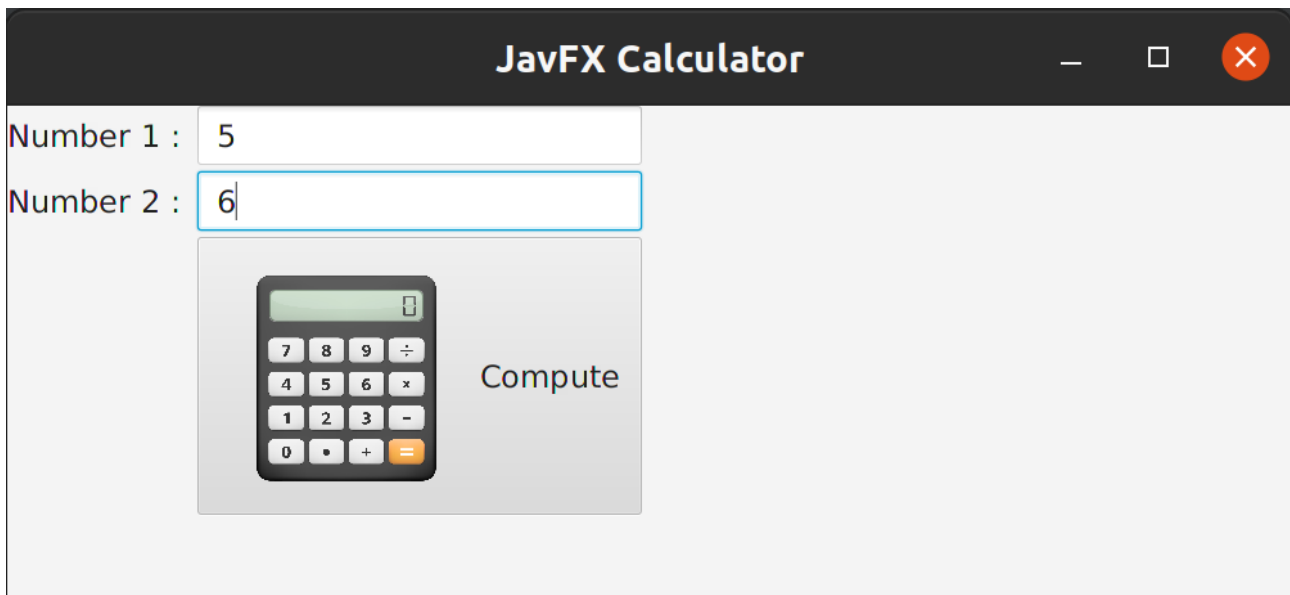 JavFX Calculator
Number 1 : 5
Number 2 : 6
0
7 8 9 ÷
4 5 6 x
1 2 3 -
0 • + =
Compute